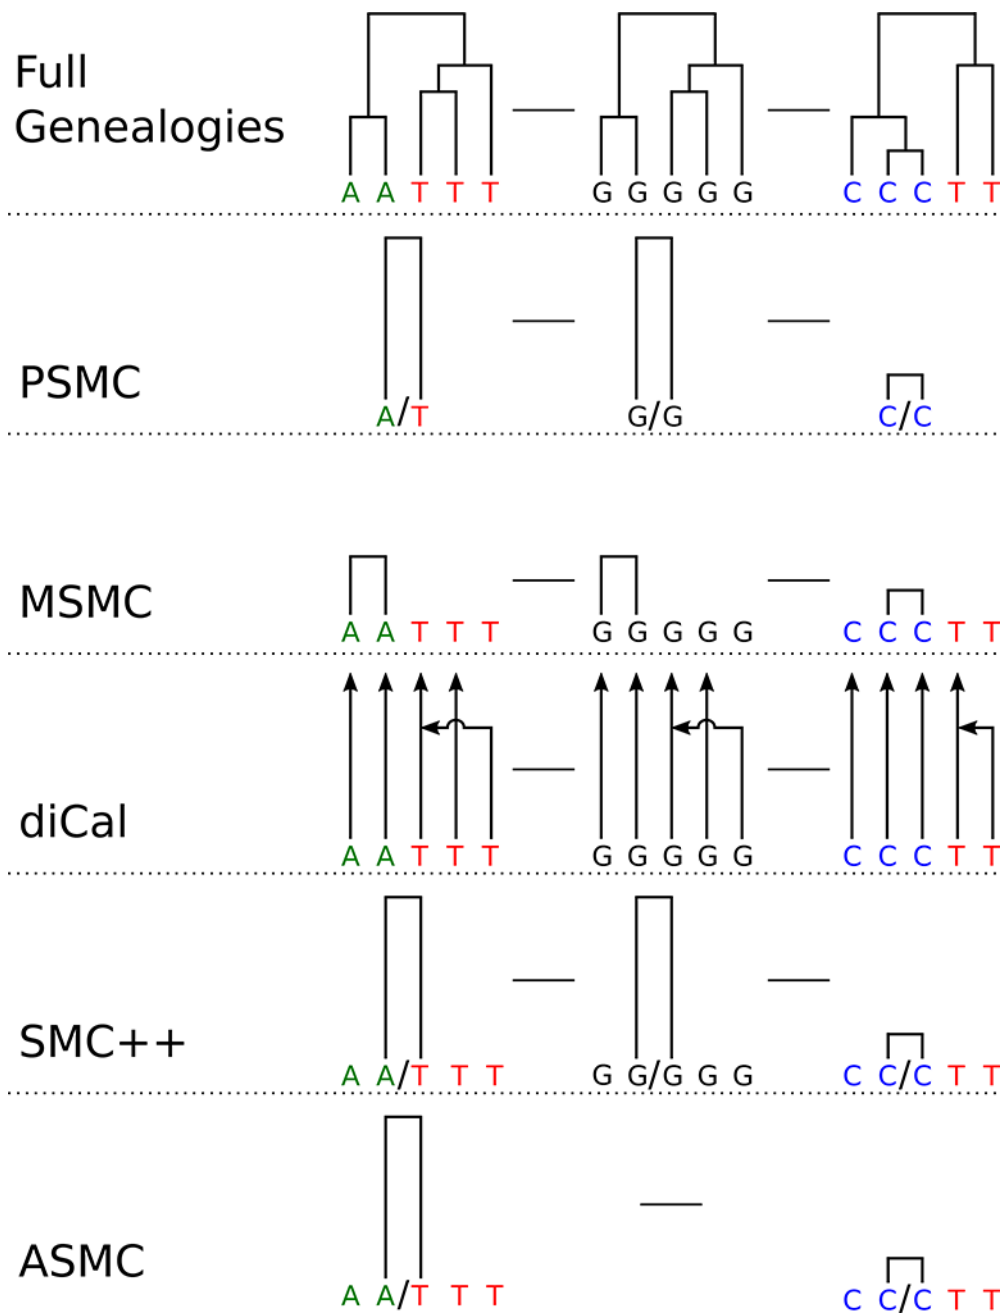 Full
Genealogies
A A T T T G G G G G C C C T T
PSMC
A/T G/G C/C
MSMC
A A T T T G G G G G C C C T T
diCal
A A T T T G G G G G C C C T T
SMC++
A A/T T T G G/G G G C C/C T T
ASMC
A A/T T T C C/C T T